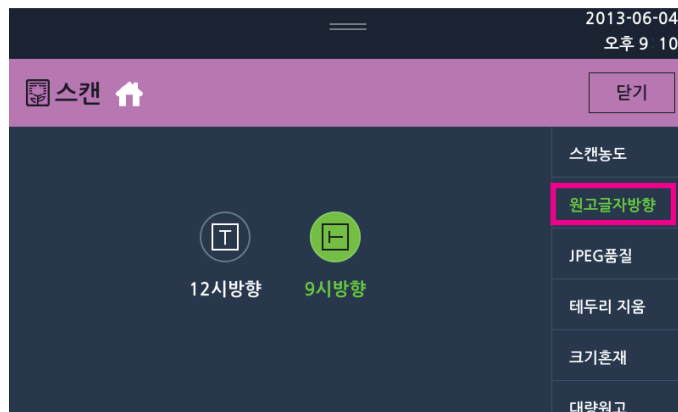 2013-06-04
오후 9 10
스캔
닫기
스캔농도
원고글자방향
T
T
12시방향
9시방향
JPEG품질
테두리 지움
크기혼재
대량원고